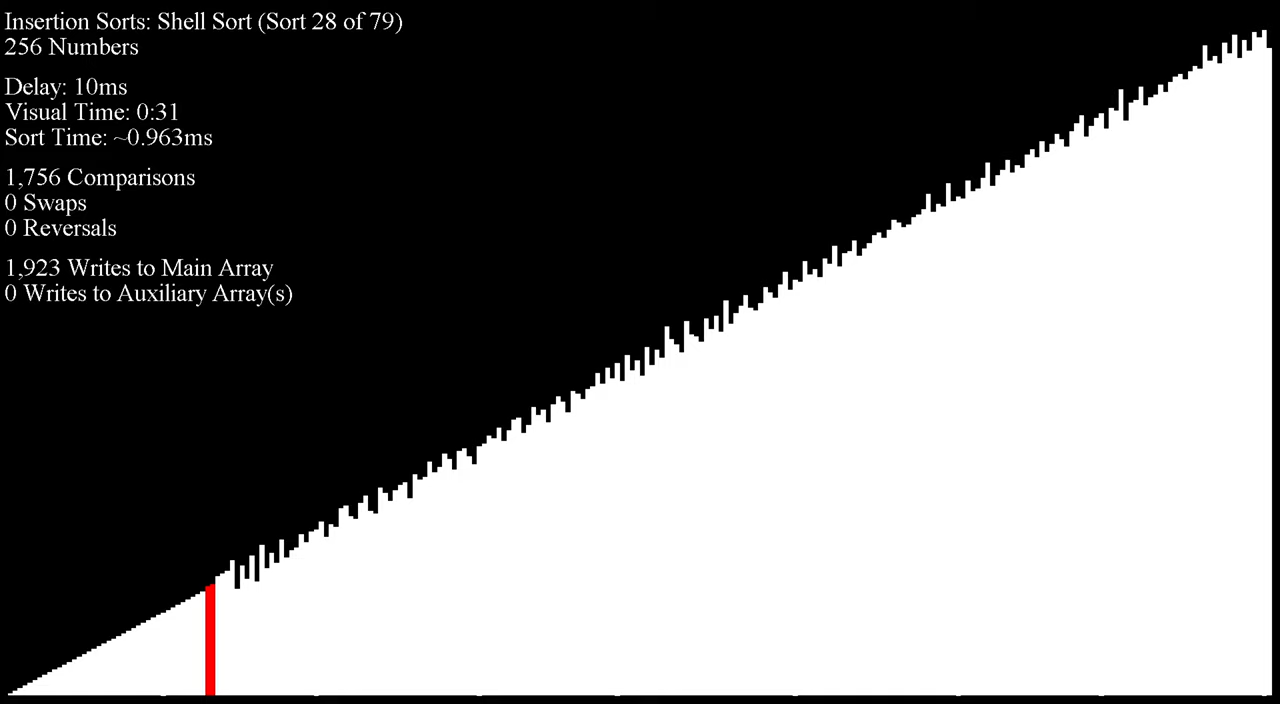 Insertion Sorts: Shell Sort (Sort 28 of 79)
256 Numbers
Delay: 10ms
Visual Time: 0:31
Sort Time: ~0.963ms
1,756 Comparisons
0 Swaps
0 Reversals
1,923 Writes to Main Array
0 Writes to Auxiliary Array(s)